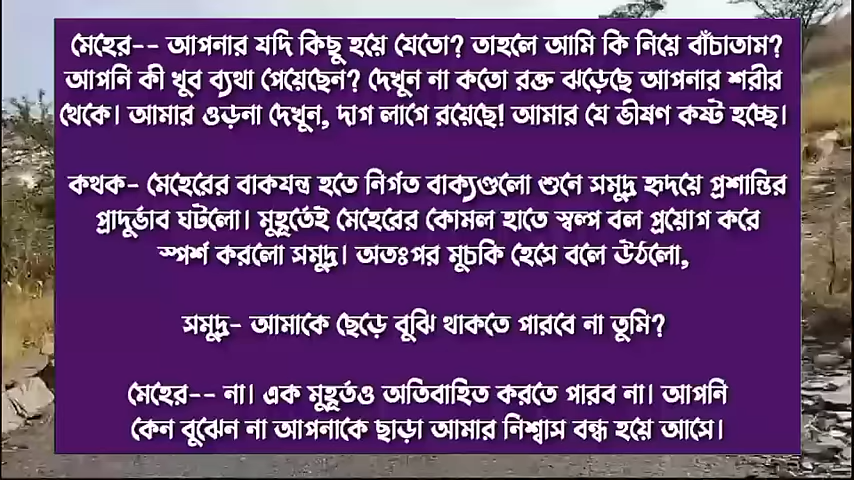 মেহের-- আপনার যদি কিছু হয়ে যেতো? তাহলে আমি কি নিয়ে বাঁচাতাম?
আপনি কী খুব ব্যথা পেয়েছেন? দেখুন না কতো রক্ত ঝড়েছে আপনার শরীর
থেকে। আমার ওড়না দেখুন, দাগ লাগে রয়েছে! আমার যে ভীষণ কষ্ট হচ্ছে।
কথক- মেহেরের বাকযন্ত্র হতে নির্গত বাক্যগুলো শুনে সমুদ্র হৃদয়ে প্রশান্তির
প্রাদুর্ভাব ঘটলো। মুহূর্তেই মেহেরের কোমল হাতে স্বল্প বল প্রয়োগ করে
স্পর্শ করলো সমুদ্র। অতঃপর মুচকি হেসে বলে উঠলো,
সমুদ্র- আমাকে ছেড়ে বুঝি থাকতে পারবে না তুমি?
মেহের-- না। এক মুহূর্তও অতিবাহিত করতে পারব না। আপনি
কেন বুঝেন না আপনাকে ছাড়া আমার নিশ্বাস বন্ধ হয়ে আসে।